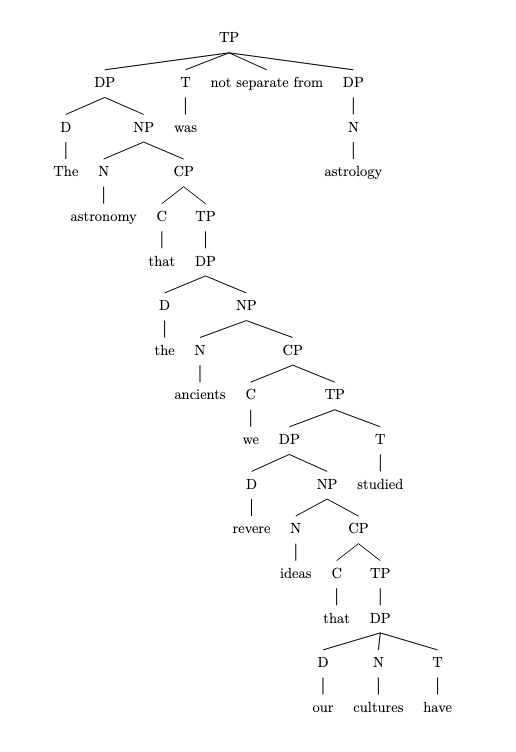 TP
DP T not separate from DP
D NP was N
The N CP astrology
astronomy C TP
that DP
D NP
the N CP
ancients C TP
we DP T
D NP studied
revere N CP
ideas C TP
that DP
D N T
our cultures have